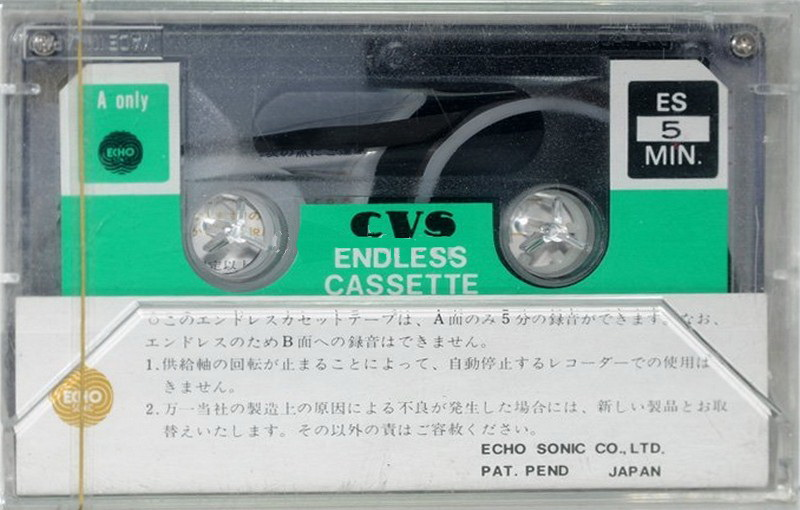 A only
ECHO
ES
5
MIN.
CVS
ENDLESS
CASSETTE
○このエンドレスカセットテープは、A面のみ5分の録音ができます。なお、
エンドレスのためB面への録音はできません。
1.供給軸の回転が止まることによって、自動停止するレコーダーでの使用は
きません。
2.万一当社の製造上の原因による不良が発生した場合には、新しい製品とお取
替えいたします。その以外の責はご容赦ください。
ECHO
ECHO SONIC CO.,LTD.
PAT. PEND JAPAN